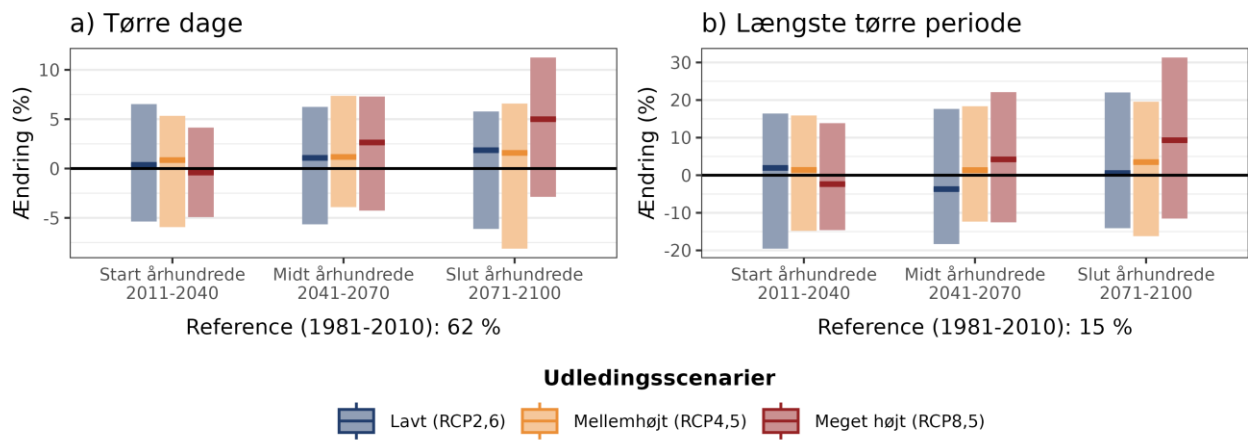 a) Tørre dage
Ændring (%)
10
5
0
-5
Start århundrede
2011-2040
Midt århundrede
2041-2070
Slut århundrede
2071-2100
Reference (1981-2010): 62 %
b) Længste tørre periode
Ændring (%)
30
20
10
0
-10
-20
Start århundrede
2011-2040
Midt århundrede
2041-2070
Slut århundrede
2071-2100
Reference (1981-2010): 15 %
Udledingsscenarier
Lavt (RCP2,6)
Mellemhøjt (RCP4,5)
Meget højt (RCP8,5)